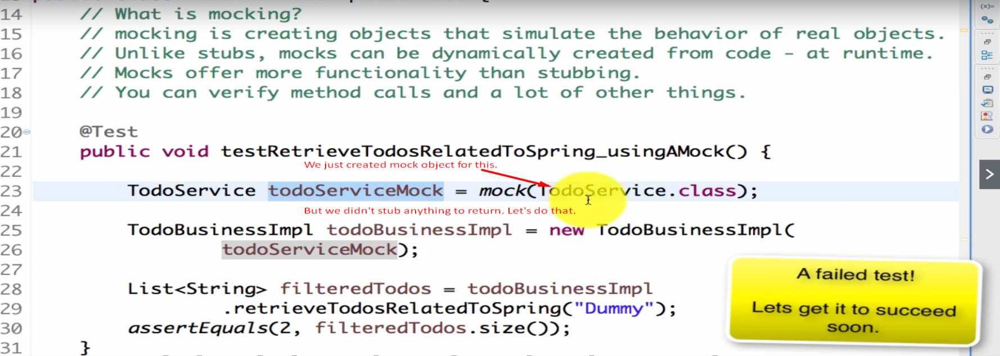 14 // What is mocking?
15 // mocking is creating objects that simulate the behavior of real objects.
16 // Unlike stubs, mocks can be dynamically created from code - at runtime.
17 // Mocks offer more functionality than stubbing.
18 // You can verify method calls and a lot of other things.
19
20 @Test
21 public void testRetrieveTodosRelatedToSpring_usingAMock() {
We just created mock object for this.
22
23 TodoService todoServiceMock = mock(TodoService.class);
But we didn't stub anything to return. Let's do that.
24
25 TodoBusinessImpl todoBusinessImpl = new TodoBusinessImpl(
26 todoServiceMock);
27
28 List<String> filteredTodos = todoBusinessImpl
29 .retrieveTodosRelatedToSpring("Dummy");
30 assertEquals(2, filteredTodos.size());
31 }
A failed test!
Lets get it to succeed
soon.
(x)=